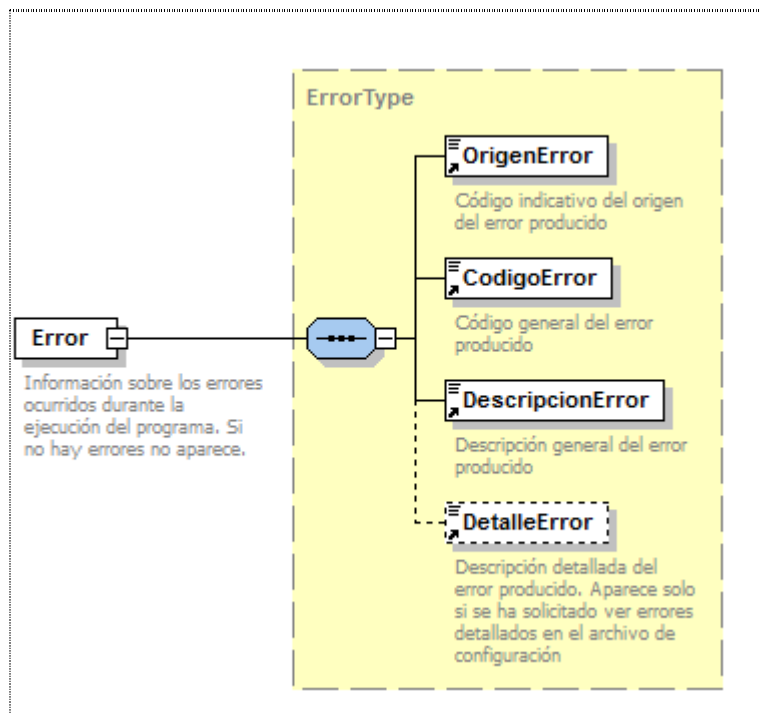 ErrorType
OrigenError
Código indicativo del origen
del error producido
CodigoError
Código general del error
producido
Error
Información sobre los errores
ocurridos durante la
ejecución del programa. Si
no hay errores no aparece.
DescripcionError
Descripción general del error
producido
DetalleError
Descripción detallada del
error producido. Aparece solo
si se ha solicitado ver errores
detallados en el archivo de
configuración